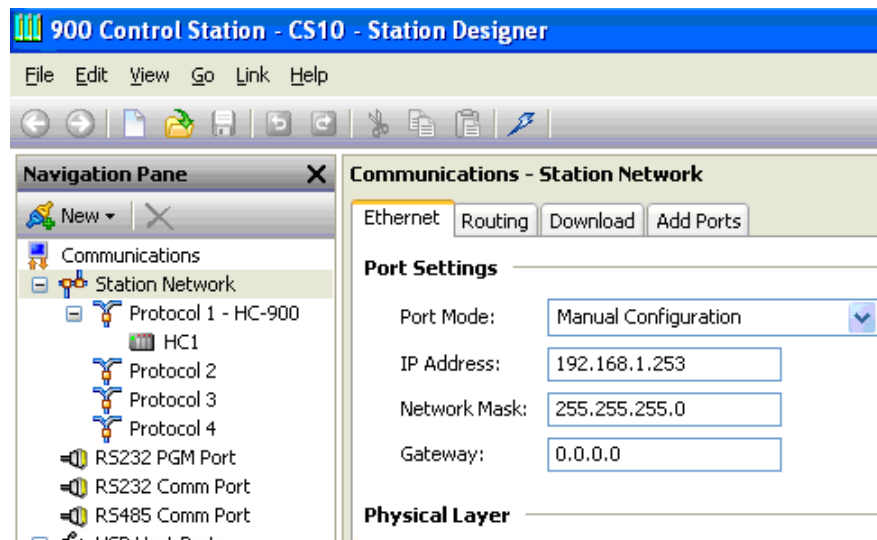 900 Control Station - CS10 - Station Designer
File Edit View Go Link Help
Navigation Pane
New
Communications
Station Network
Protocol 1 - HC-900
HC1
Protocol 2
Protocol 3
Protocol 4
RS232 PGM Port
RS232 Comm Port
RS485 Comm Port
Communications - Station Network
Ethernet Routing Download Add Ports
Port Settings
Port Mode: Manual Configuration
IP Address: 192.168.1.253
Network Mask: 255.255.255.0
Gateway: 0.0.0.0
Physical Layer